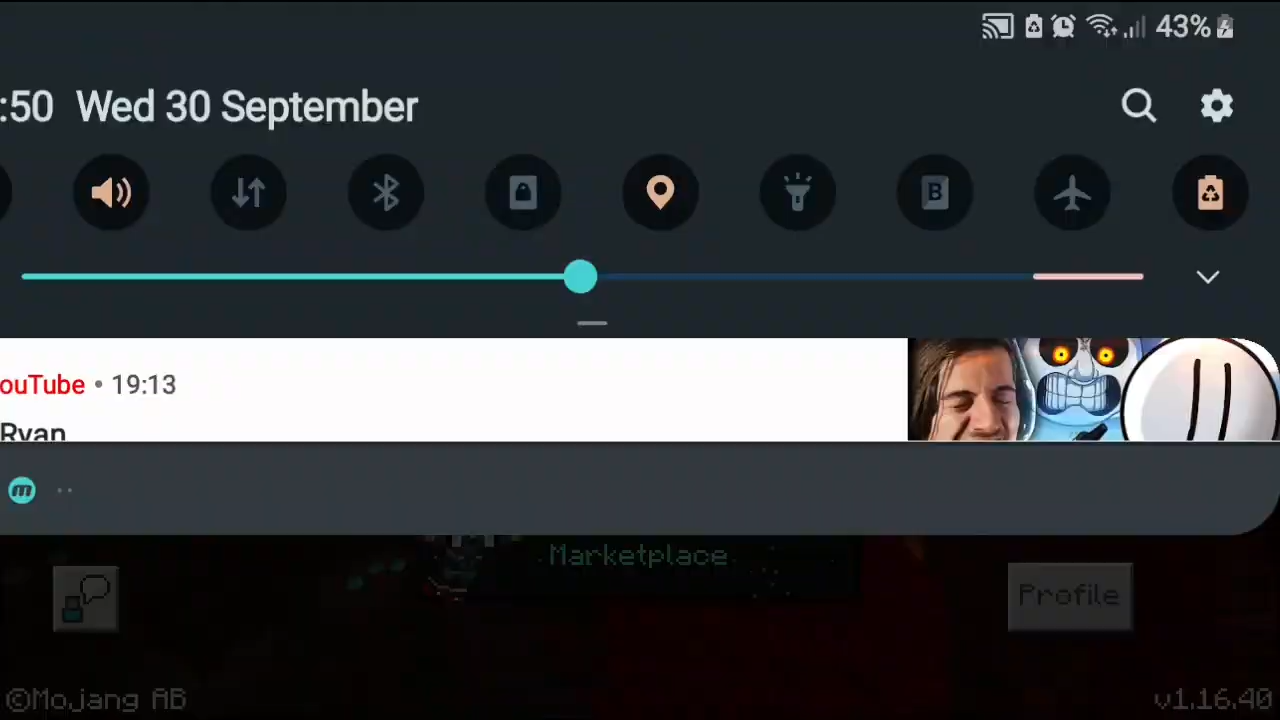 43%
:50 Wed 30 September
B
ouTube • 19:13
Ryan
m
Marketplace
Profile
©Mojang AB
v1.16.40